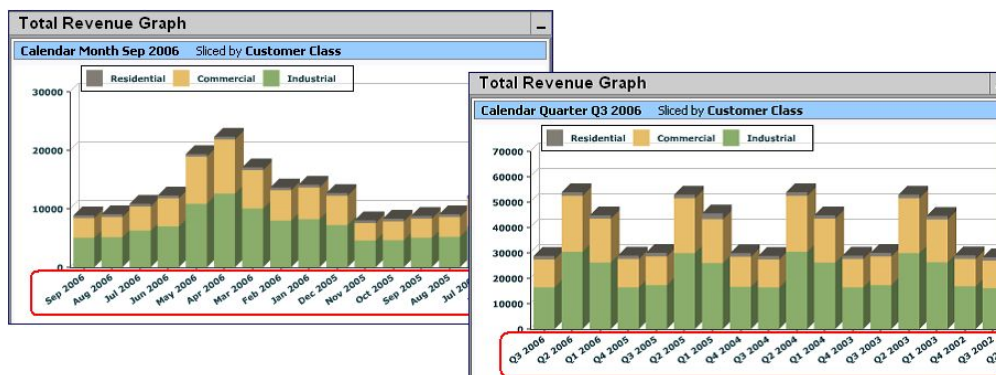 Total Revenue Graph
Calendar Month Sep 2006 Sliced by Customer Class
Residential Commercial Industrial
30000
20000
10000
0
Sep 2006 Aug 2006 Jul 2006 Jun 2006 May 2006 Apr 2006 Mar 2006 Feb 2006 Jan 2006 Dec 2005 Nov 2005 Oct 2005 Sep 2005 Aug 2005
Total Revenue Graph
Calendar Quarter Q3 2006 Sliced by Customer Class
Residential Commercial Industrial
70000
60000
50000
40000
30000
20000
10000
0
Q3 2006 Q2 2006 Q1 2006 Q4 2005 Q3 2005 Q2 2005 Q1 2005 Q4 2004 Q3 2004 Q2 2004 Q1 2004 Q4 2003 Q3 2003 Q2 2003 Q1 2003 Q4 2002 Q3 2002